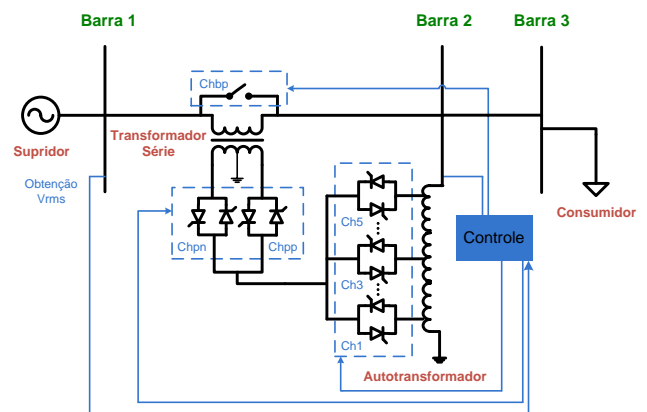 Barra 1
Barra 2
Barra 3
Chbp
Transformador
Série
Supridor
Obtenção
Vrms
Ch5
Consumidor
Controle
Chpn
Chpp
Ch3
Ch1
Autotransformador